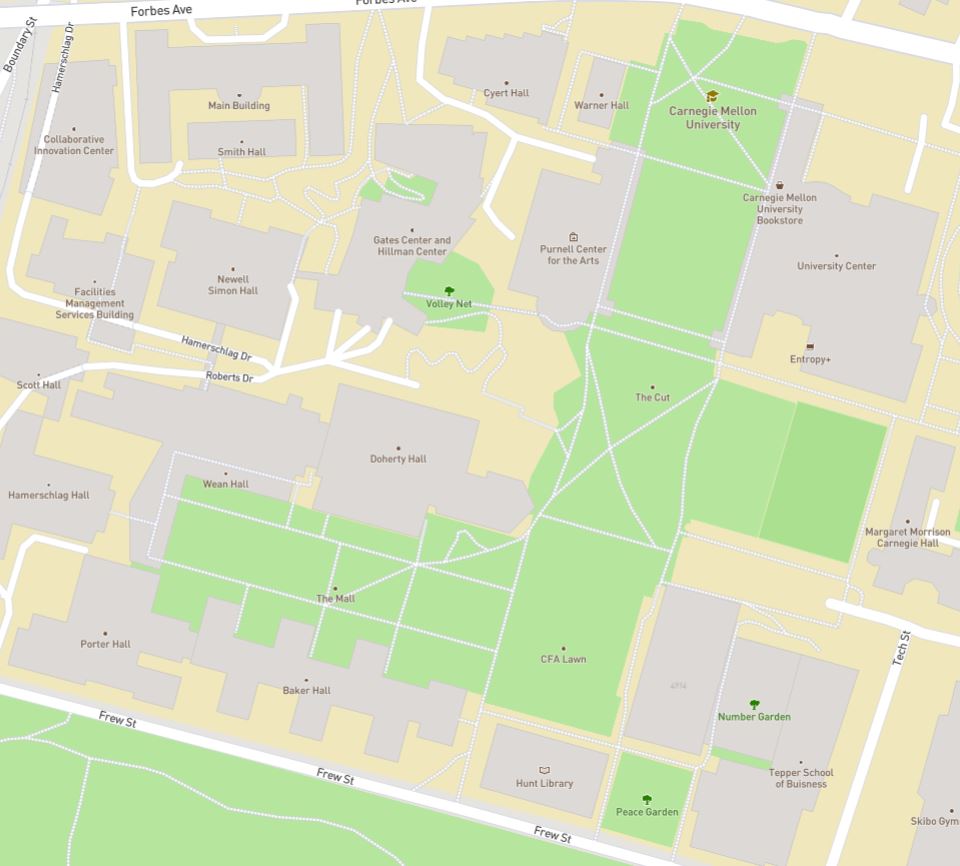 Forbes Ave
Forbes Ave
Boundary St
Hamerschlag Dr
Main Building
Cyert Hall
Warner Hall
Carnegie Mellon
University
Collaborative
Innovation Center
Smith Hall
Carnegie Mellon
University
Bookstore
Gates Center and
Hillman Center
Purnell Center
for the Arts
University Center
Newell
Simon Hall
Facilities
Management
Services Building
Volley Net
Hamerschlag Dr
Roberts Dr
Entropy+
Scott Hall
The Cut
Doherty Hall
Wean Hall
Hamerschlag Hall
Margaret Morrison
Carnegie Hall
The Mall
Porter Hall
CFA Lawn
Tech St
Baker Hall
4914
Number Garden
Frew St
Frew St
Frew St
Hunt Library
Tepper School
of Buisness
Peace Garden
Skibo Gym